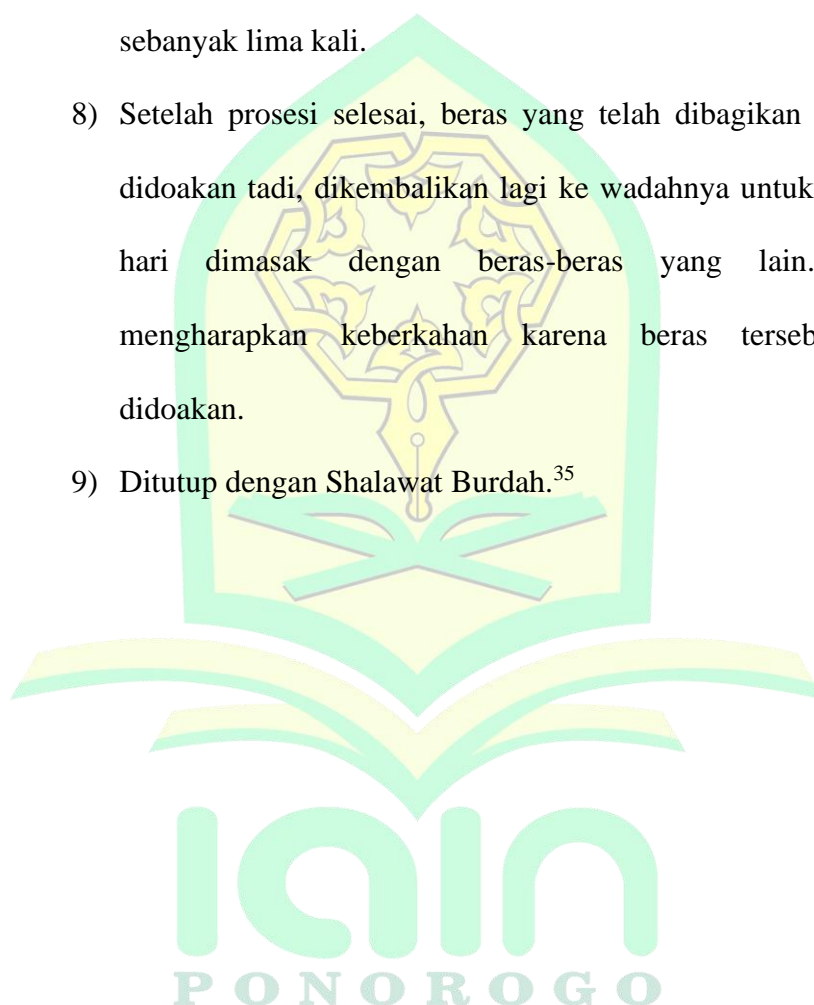 sebanyak lima kali.
8) Setelah prosesi selesai, beras yang telah dibagikan
didoakan tadi, dikembalikan lagi ke wadahnya untuk
hari dimasak dengan beras-beras yang lain.
mengharapkan keberkahan karena beras terseb
didoakan.
9) Ditutup dengan Shalawat Burdah.35
iain
PONOROGO